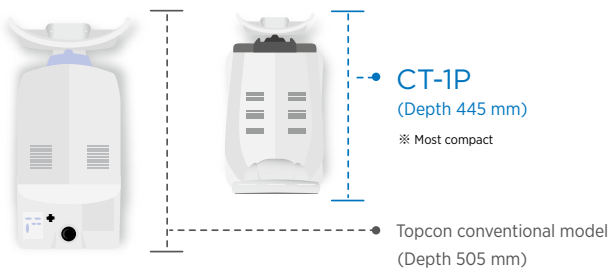 CT-1P
(Depth 445 mm)
※ Most compact
Topcon conventional model
(Depth 505 mm)